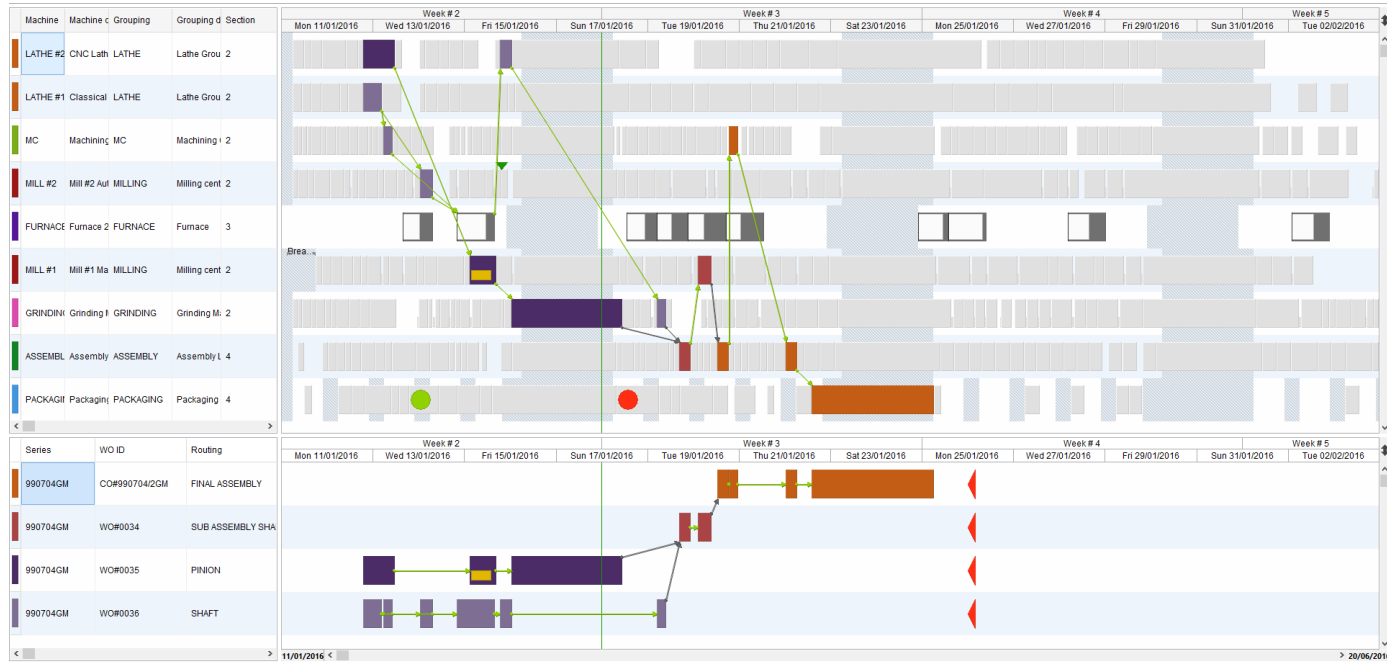 Machine Machine c Grouping Grouping d Section
Week # 2 Week # 3 Week # 4 Week # 5
Mon 11/01/2016 Wed 13/01/2016 Fri 15/01/2016 Sun 17/01/2016 Tue 19/01/2016 Thu 21/01/2016 Sat 23/01/2016 Mon 25/01/2016 Wed 27/01/2016 Fri 29/01/2016 Sun 31/01/2016 Tue 02/02/2016
LATHE #2 CNC Lath LATHE Lathe Grou 2
LATHE #1 Classical LATHE Lathe Grou 2
MC Machining MC Machining 2
MILL #2 Mill #2 Aut MILLING Milling cent 2
FURNACE Furnace 2 FURNACE Furnace 3
Brea...
MILL #1 Mill #1 Ma MILLING Milling cent 2
GRINDING Grinding GRINDING Grinding 2
ASSEMBL Assembly ASSEMBLY Assembly L 4
PACKAGI Packaging PACKAGING Packaging 4
Series WO ID Routing
Week # 2 Week # 3 Week # 4 Week # 5
Mon 11/01/2016 Wed 13/01/2016 Fri 15/01/2016 Sun 17/01/2016 Tue 19/01/2016 Thu 21/01/2016 Sat 23/01/2016 Mon 25/01/2016 Wed 27/01/2016 Fri 29/01/2016 Sun 31/01/2016 Tue 02/02/2016
990704GM CO#990704/2GM FINAL ASSEMBLY
990704GM WO#0034 SUB ASSEMBLY SHA
990704GM WO#0035 PINION
990704GM WO#0036 SHAFT
11/01/2016 20/06/2016